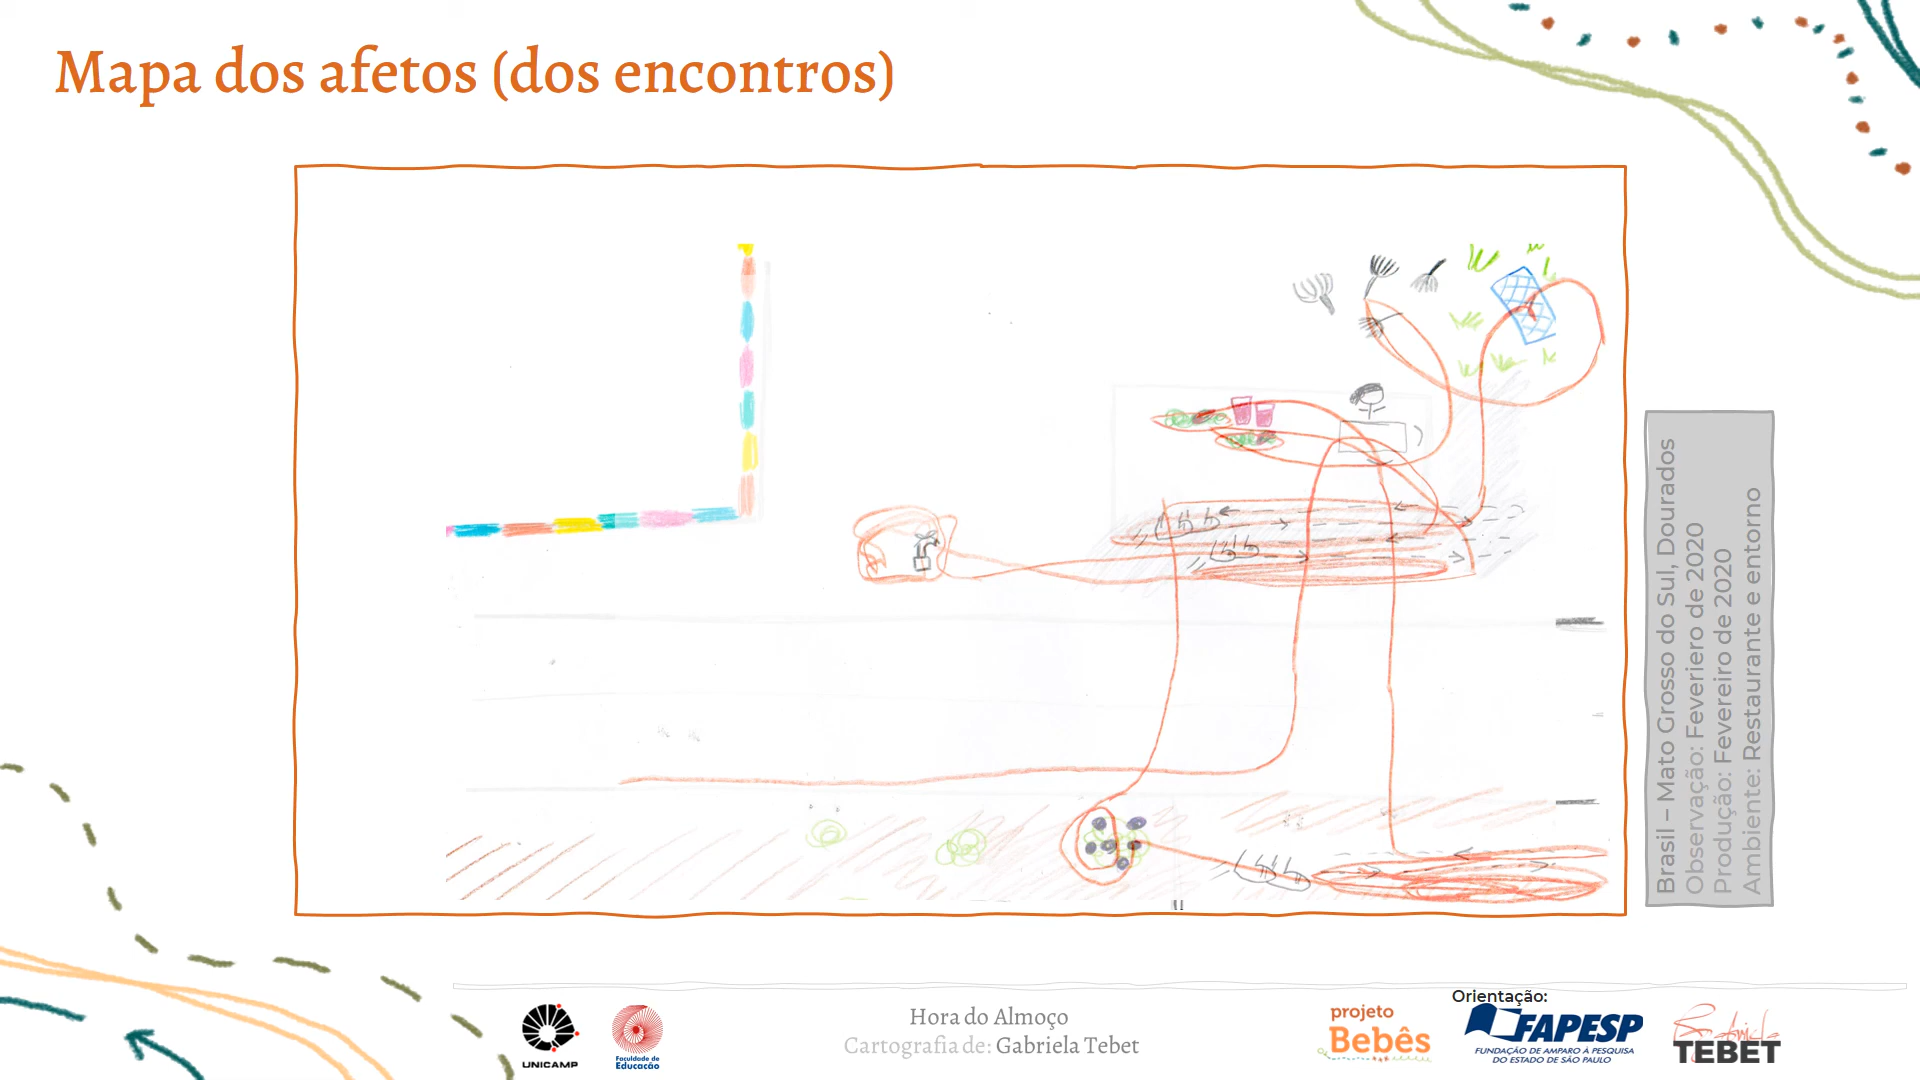 Mapa dos afetos (dos encontros)
Brasil – Mato Grosso do Sul, Dourados
Observação: Feveriero de 2020
Produção: Fevereiro de 2020
Ambiente: Restaurante e entorno
UNICAMP
Faculdade de
Educação
Hora do Almoço
Cartografia de: Gabriela Tebet
projeto
Bebês
Orientação:
FAPESP
FUNDAÇÃO DE AMPARO À PESQUISA
DO ESTADO DE SÃO PAULO
Gabriela
TEBET